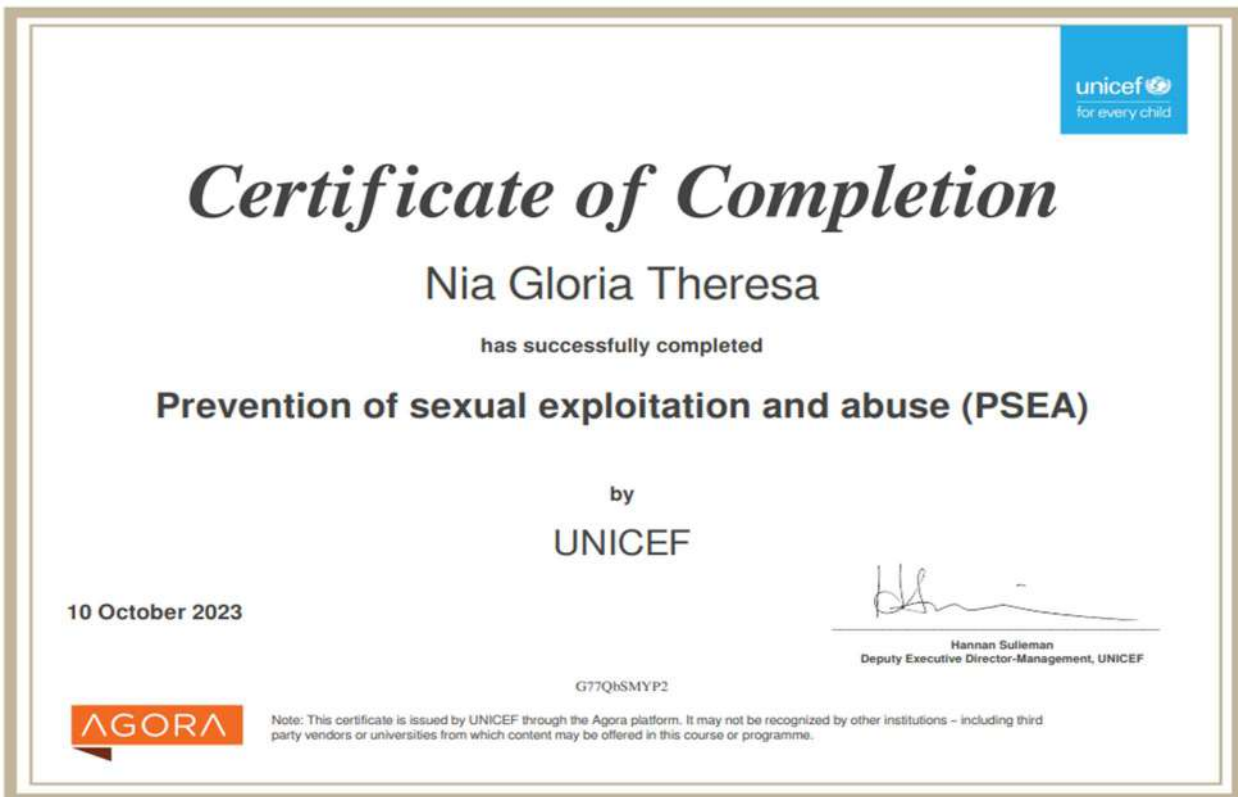 unicef
for every child
Certificate of Completion
Nia Gloria Theresa
has successfully completed
Prevention of sexual exploitation and abuse (PSEA)
by
UNICEF
10 October 2023
Hannan Sulieman
Deputy Executive Director-Management, UNICEF
G77QbSMYP2
AGORA
Note: This certificate is issued by UNICEF through the Agora platform. It may not be recognized by other institutions – including third
party vendors or universities from which content may be offered in this course or programme.